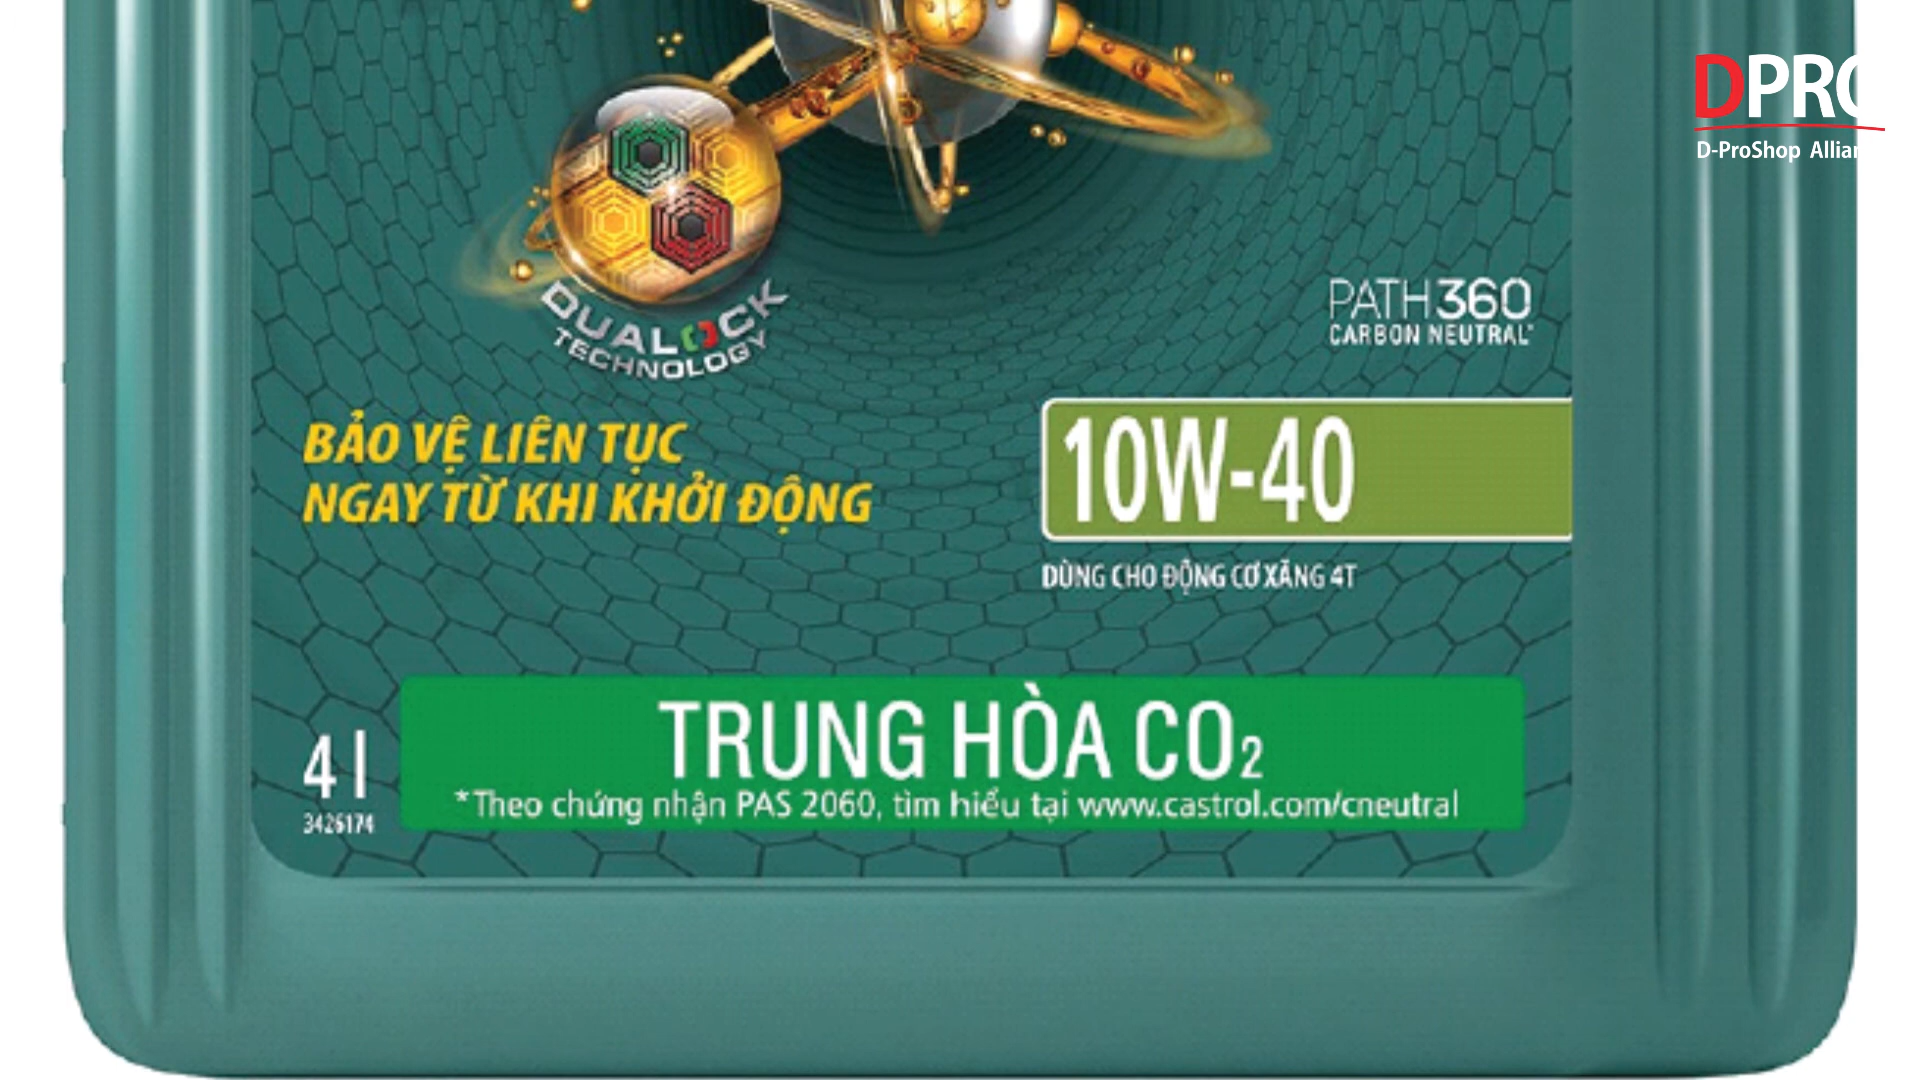 DPRO
D-ProShop Allian
DUALOCK
TECHNOLOGY
PATH360
CARBON NEUTRAL*
BẢO VỆ LIÊN TỤC
NGAY TỪ KHI KHỞI ĐỘNG
10W-40
DÙNG CHO ĐỘNG CƠ XĂNG 4T
TRUNG HÒA CO₂
*Theo chứng nhận PAS 2060, tìm hiểu tại www.castrol.com/cneutral
4 l
3426174